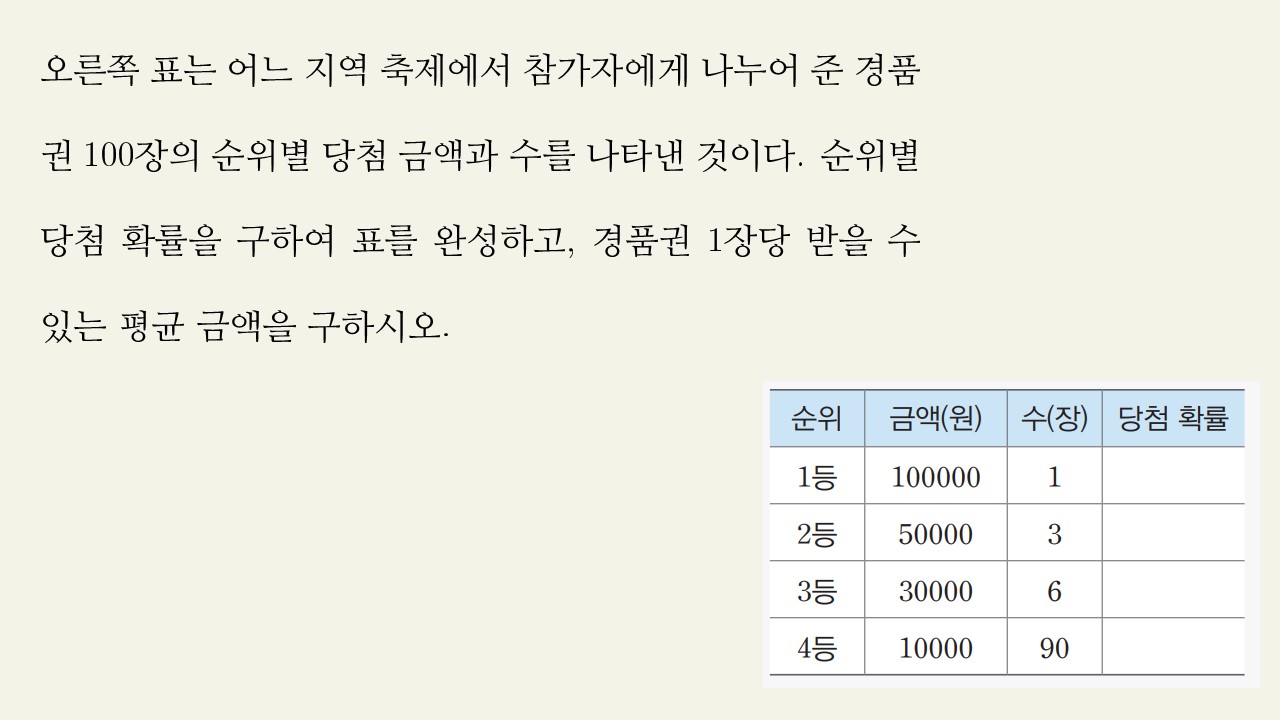 오른쪽 표는 어느 지역 축제에서 참가자에게 나누어 준 경품
권 100장의 순위별 당첨 금액과 수를 나타낸 것이다. 순위별
당첨 확률을 구하여 표를 완성하고, 경품권 1장당 받을 수
있는 평균 금액을 구하시오.
순위 금액(원) 수(장) 당첨 확률
1등 100000 1
2등 50000 3
3등 30000 6
4등 10000 90